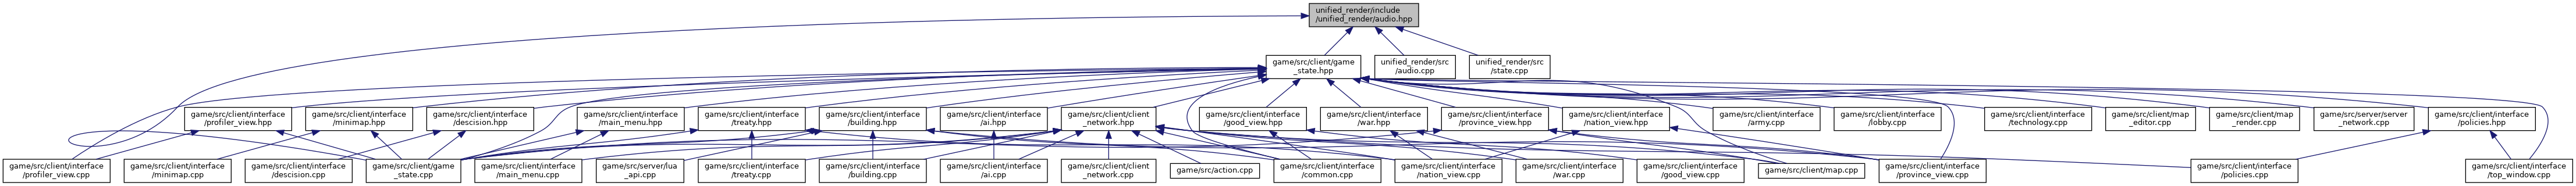 unified_render/include
/unified_render/audio.hpp
game/src/client/game
_state.hpp
unified_render/src
/audio.cpp
unified_render/src
/state.cpp
game/src/client/interface
/profiler_view.hpp
game/src/client/interface
/minimap.hpp
game/src/client/interface
/descision.hpp
game/src/client/interface
/main_menu.hpp
game/src/client/interface
/treaty.hpp
game/src/client/interface
/building.hpp
game/src/client/interface
/ai.hpp
game/src/client/client
_network.hpp
game/src/client/interface
/good_view.hpp
game/src/client/interface
/war.hpp
game/src/client/interface
/province_view.hpp
game/src/client/interface
/nation_view.hpp
game/src/client/interface
/army.cpp
game/src/client/interface
/lobby.cpp
game/src/client/interface
/technology.cpp
game/src/client/map
_editor.cpp
game/src/client/map
_render.cpp
game/src/server/server
_network.cpp
game/src/client/interface
/policies.hpp
game/src/client/interface
/profiler_view.cpp
game/src/client/interface
/minimap.cpp
game/src/client/interface
/descision.cpp
game/src/client/game
_state.cpp
game/src/client/interface
/main_menu.cpp
game/src/server/lua
_api.cpp
game/src/client/interface
/treaty.cpp
game/src/client/interface
/building.cpp
game/src/client/interface
/ai.cpp
game/src/client/client
_network.cpp
game/src/action.cpp
game/src/client/interface
/common.cpp
game/src/client/interface
/nation_view.cpp
game/src/client/interface
/war.cpp
game/src/client/interface
/good_view.cpp
game/src/client/map.cpp
game/src/client/interface
/province_view.cpp
game/src/client/interface
/policies.cpp
game/src/client/interface
/top_window.cpp